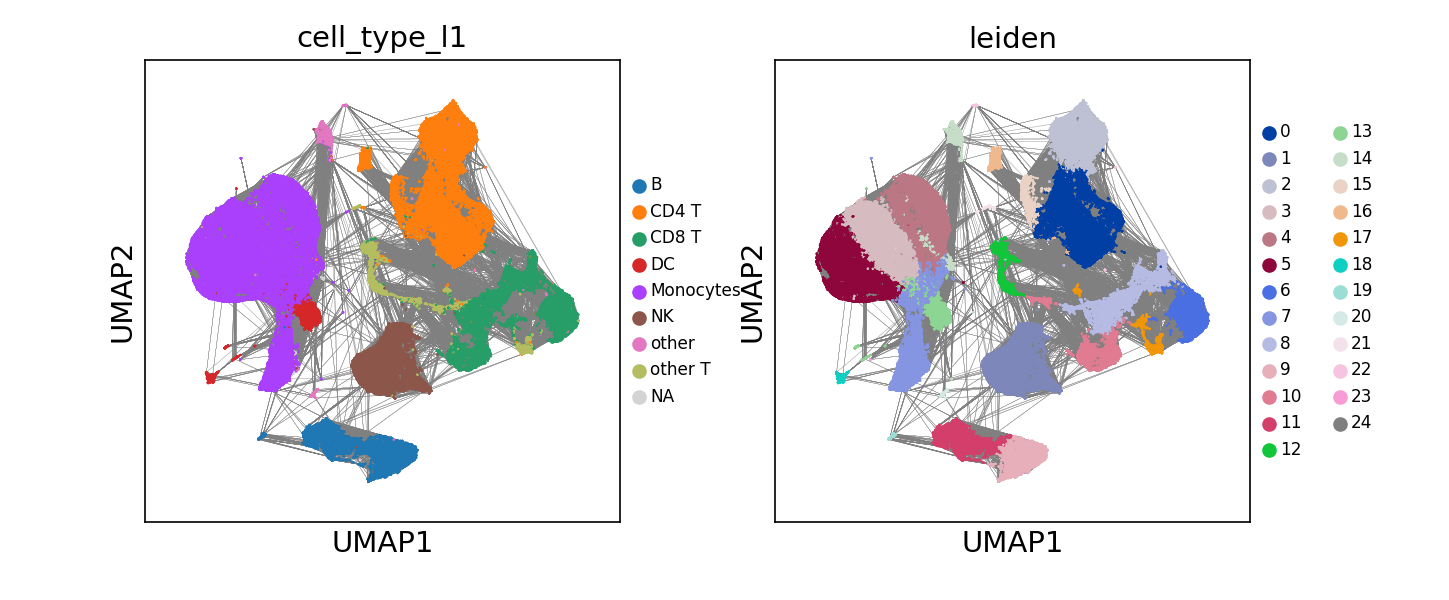 cell_type_l1
UMAP2
UMAP1
B
CD4 T
CD8 T
DC
Monocytes
NK
other
other T
NA
leiden
UMAP2
UMAP1
0
1
2
3
4
5
6
7
8
9
10
11
12
13
14
15
16
17
18
19
20
21
22
23
24